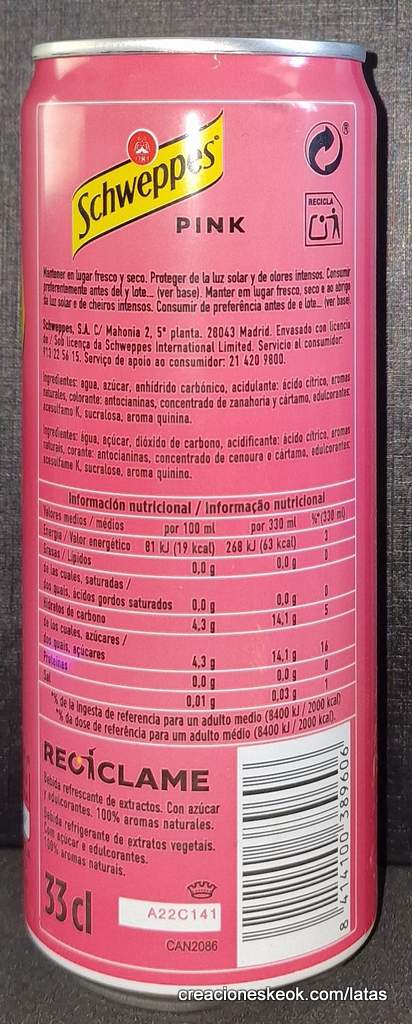 Schweppes
PINK
RECICLA
Mantener en lugar fresco y seco. Proteger de la luz solar y de olores intensos. Consumir
preferentemente antes del y lote... (ver base). Manter em lugar fresco, seco e ao abrigo
da luz solar e de cheiros intensos. Consumir de preferência antes de e lote... (ver base).
Schweppes, S.A. C/ Mahonia 2, 5ª planta. 28043 Madrid. Envasado con licencia
de / Sob licença da Schweppes International Limited. Servicio al consumidor:
913 22 56 15. Serviço de apoio ao consumidor: 21 420 9800.
Ingredientes: agua, azúcar, anhídrido carbónico, acidulante: ácido cítrico, aromas
naturales, colorante: antocianinas, concentrado de zanahoria y cártamo, edulcorantes:
acesulfamo K, sucralosa, aroma quinina.
Ingredientes: água, açúcar, dióxido de carbono, acidificante: ácido cítrico, aromas
naturais, corante: antocianinas, concentrado de cenoura e cártamo, edulcorantes:
acesulfame K, sucralose, aroma quinina.
Información nutricional / Informação nutricional
Valores medios / médios por 100 ml por 330 ml %*(330 ml)
Energía / Valor energético 81 kJ (19 kcal) 268 kJ (63 kcal) 3
Grasas / Lípidos 0,0 g 0
de las cuales, saturadas /
dos quais, ácidos gordos saturados 0,0 g 0,0 g 0
Hidratos de carbono 4,3 g 14,1 g 5
de los cuales, azúcares /
dos quais, açúcares 4,3 g 14,1 g 16
Proteínas 0,0 g 0,0 g 0
Sal 0,01 g 0,03 g 1
*% de la ingesta de referencia para un adulto medio (8400 kJ / 2000 kcal)
*% da dose de referência para um adulto médio (8400 kJ / 2000 kcal).
RECICLAME
Bebida refrescante de extractos. Con azúcar
y edulcorantes. 100% aromas naturales.
Bebida refrigerante de extratos vegetais.
Com açúcar e edulcorantes.
100% aromas naturais.
33 cl
A22C141
CAN2086
8 414100 389606
creacioneskeok.com/latas